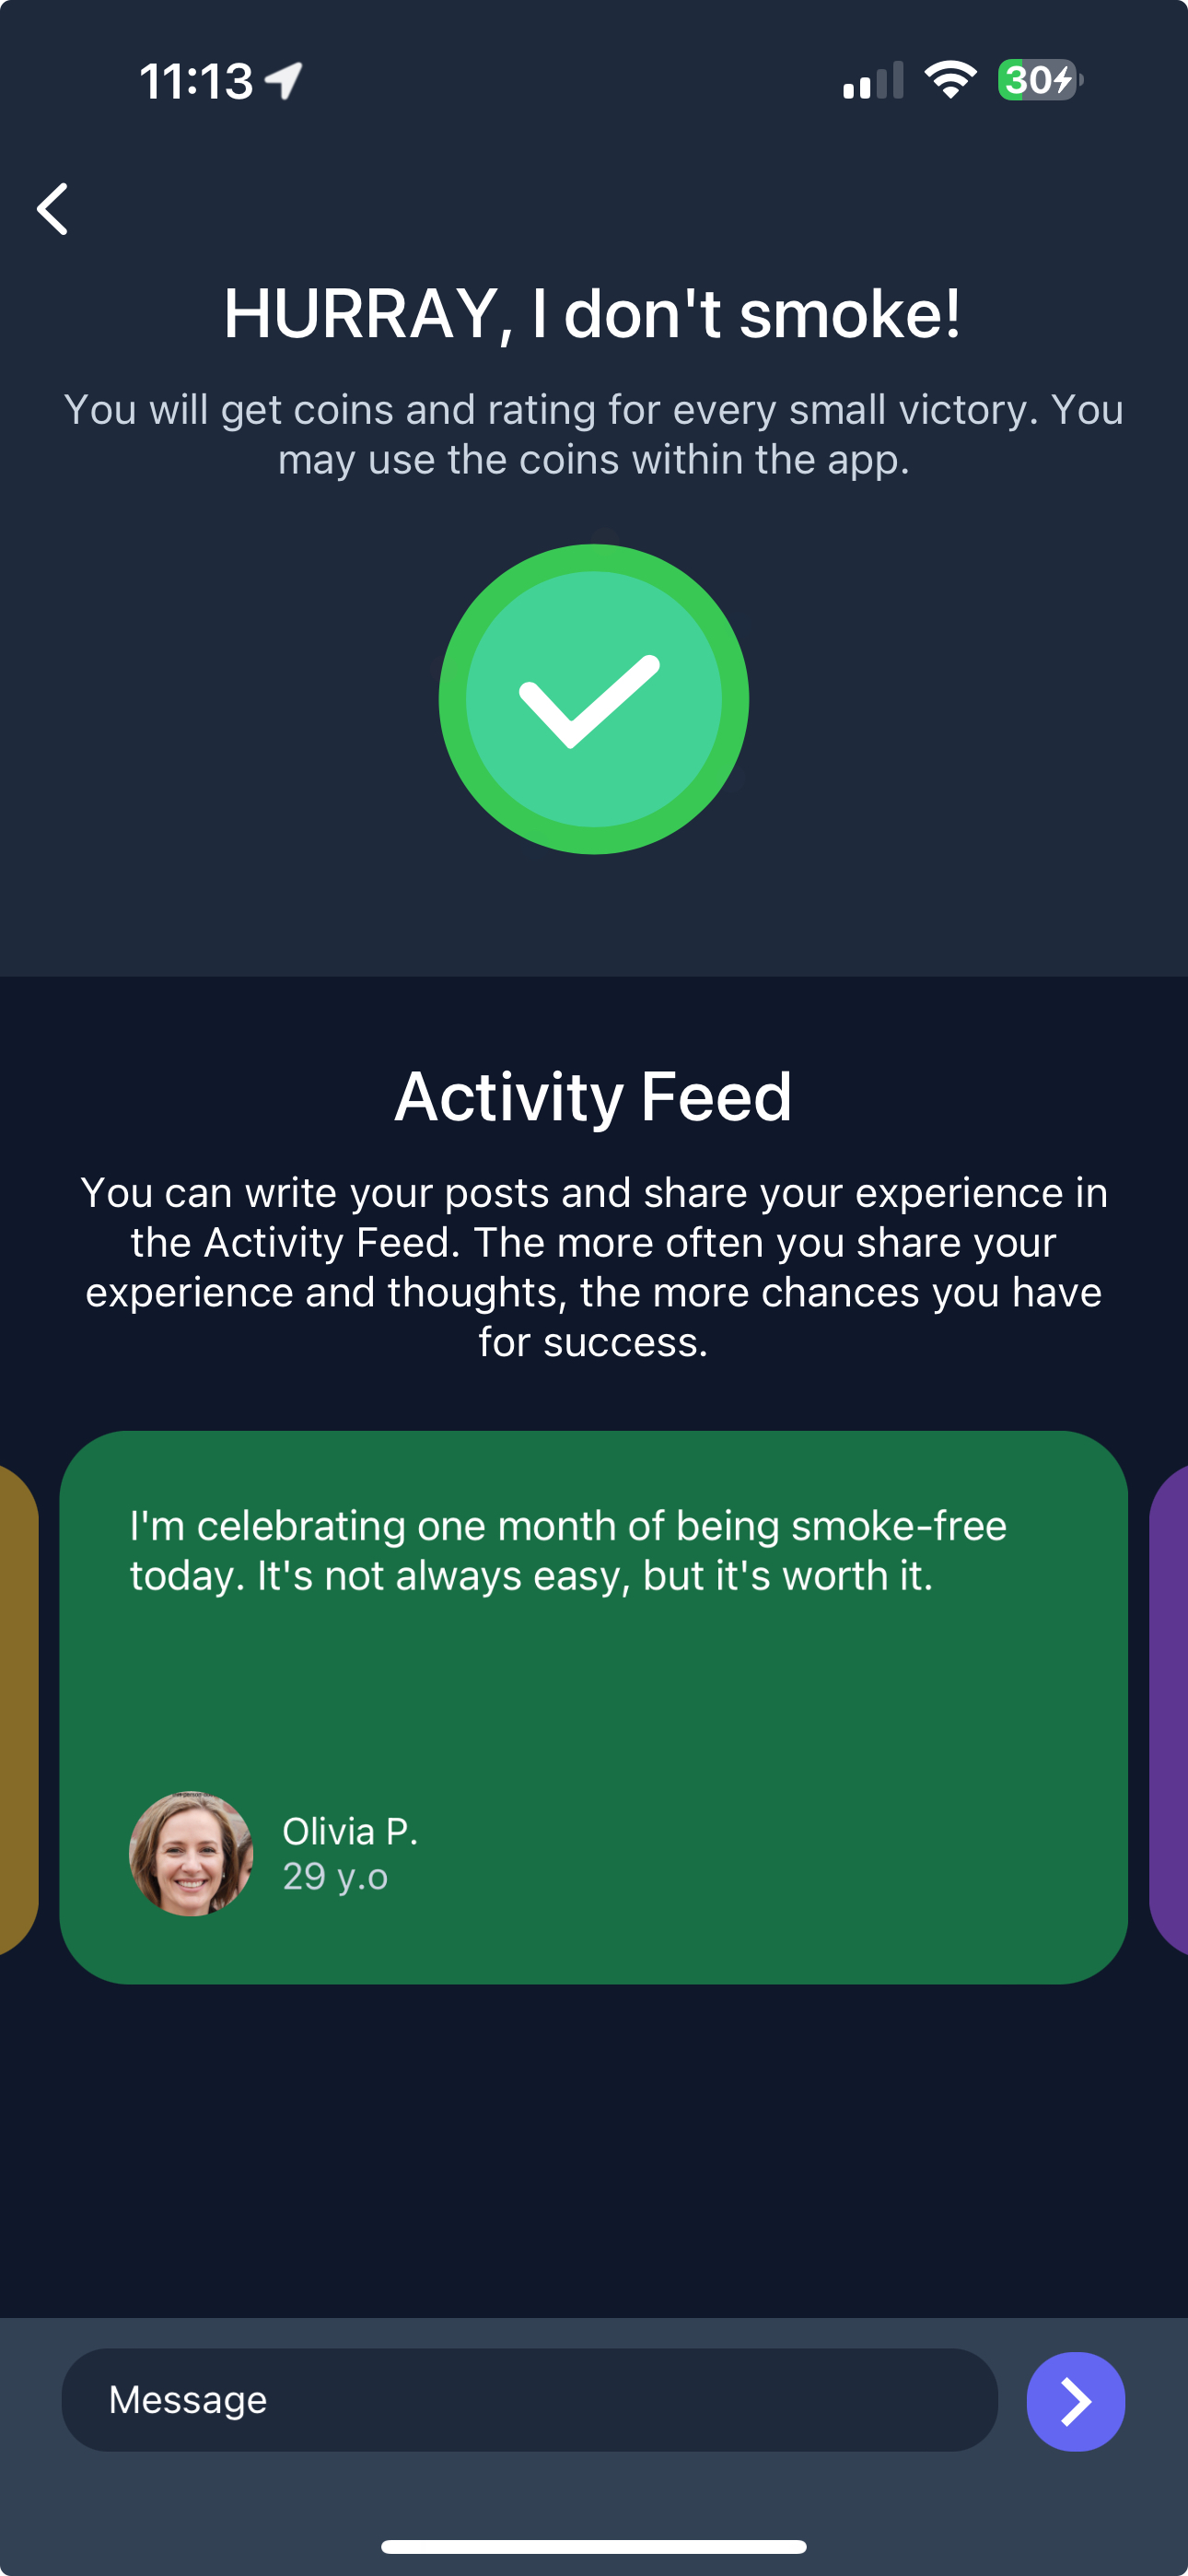 11:13
30
HURRAY, I don't smoke!
You will get coins and rating for every small victory. You
may use the coins within the app.
Activity Feed
You can write your posts and share your experience in
the Activity Feed. The more often you share your
experience and thoughts, the more chances you have
for success.
I'm celebrating one month of being smoke-free
today. It's not always easy, but it's worth it.
Olivia P.
29 y.o
Message